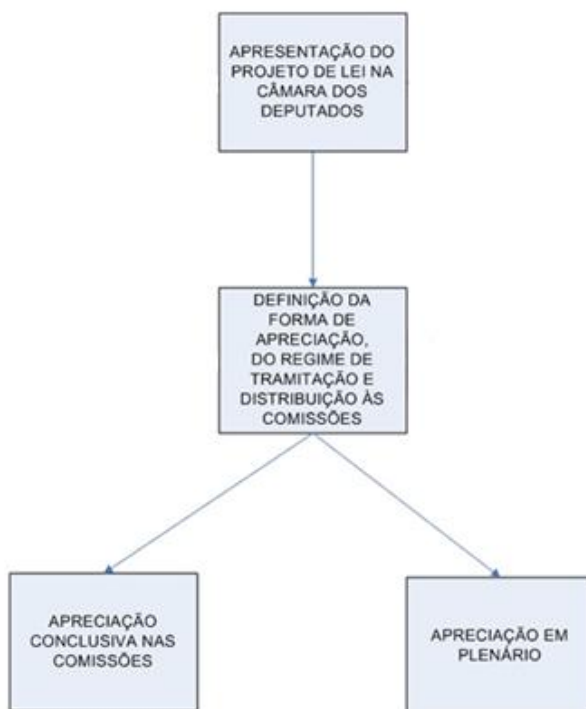 APRESENTAÇÃO DO
PROJETO DE LEI NA
CÂMARA DOS
DEPUTADOS
DEFINIÇÃO DA
FORMA DE
APRECIAÇÃO,
DO REGIME DE
TRAMITAÇÃO E
DISTRIBUIÇÃO ÀS
COMISSÕES
APRECIAÇÃO
CONCLUSIVA NAS
COMISSÕES
APRECIAÇÃO EM
PLENÁRIO